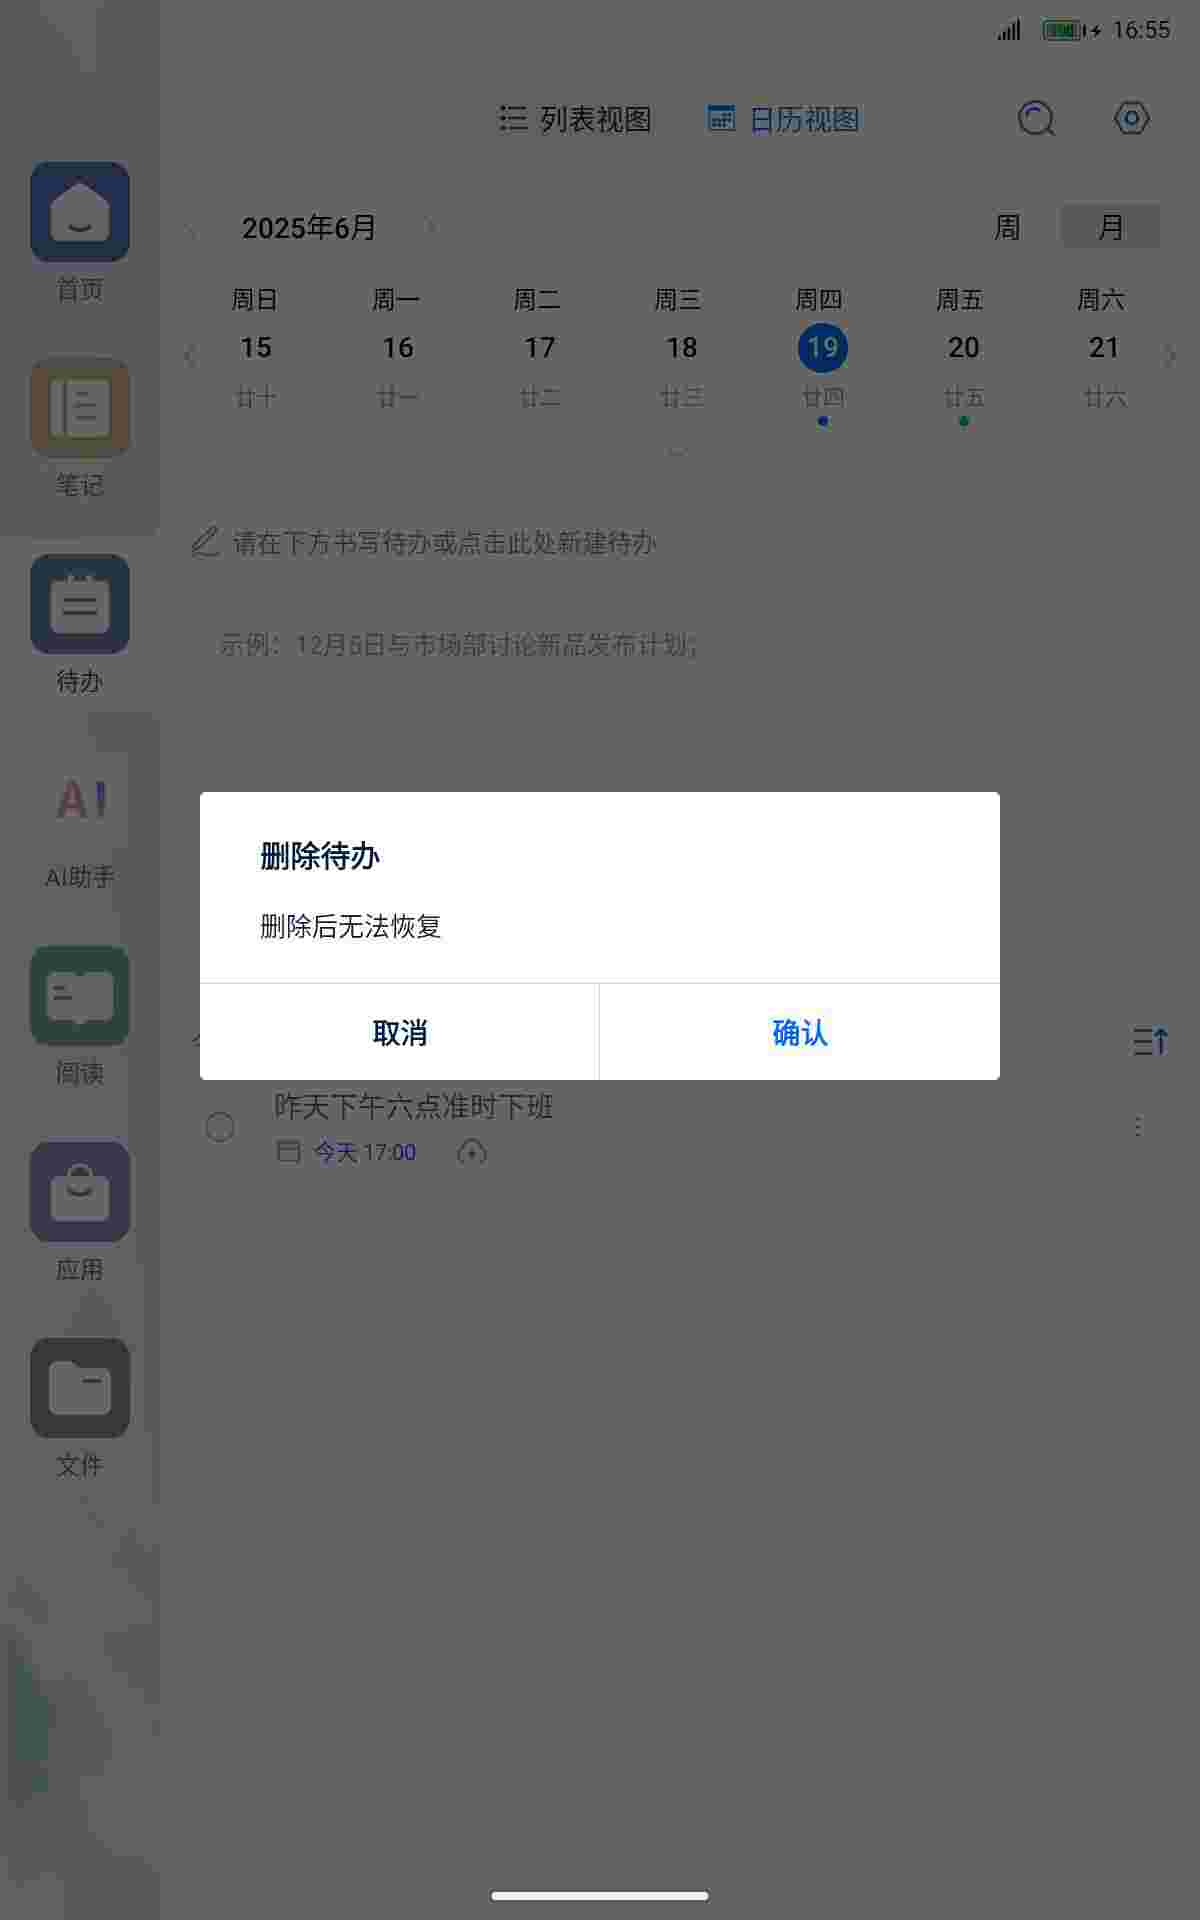 16:55
列表视图 日历视图
2025年6月 周 月
周日 周一 周二 周三 周四 周五 周六
15 16 17 18 19 20 21
廿十 廿一 廿二 廿三 廿四 廿五 廿六
请在下方书写待办或点击此处新建待办
示例：12月6日与市场部讨论新品发布计划；
首页
笔记
待办
AI
AI助手
阅读
应用
文件
删除待办
删除后无法恢复
取消 确认
昨天下午六点准时下班
今天 17:00